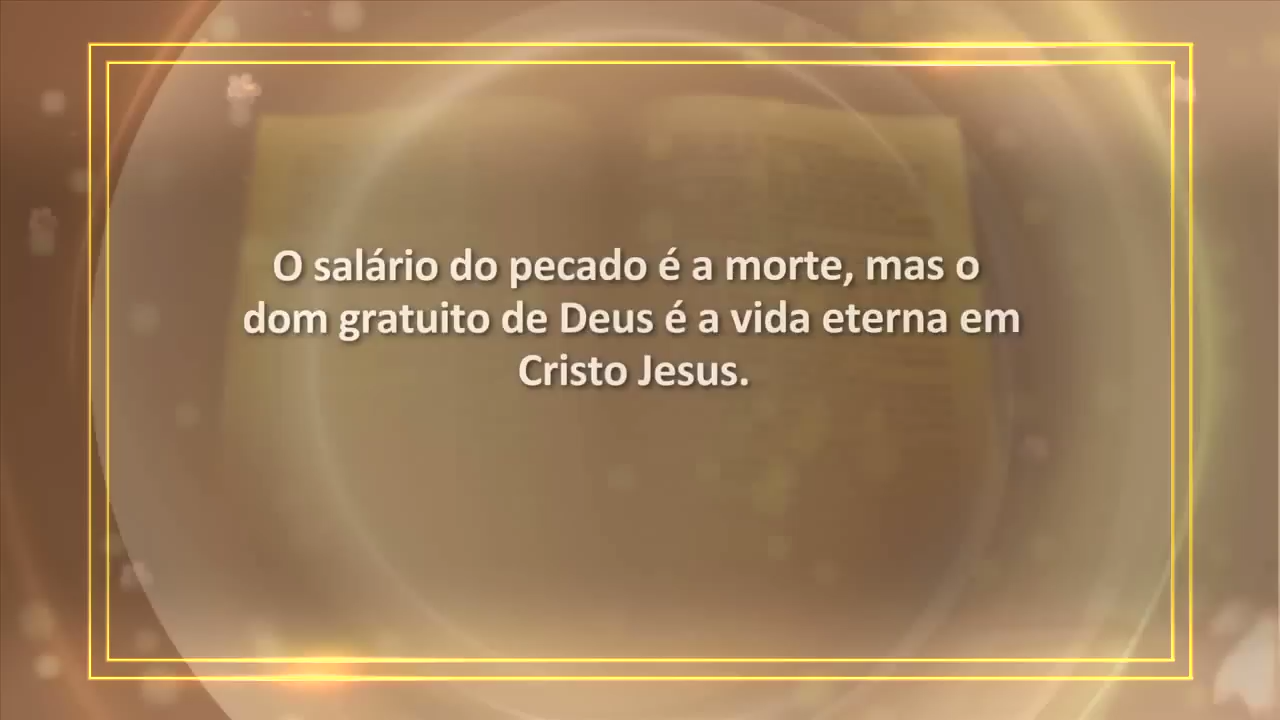 O salário do pecado é a morte, mas o
dom gratuito de Deus é a vida eterna em
Cristo Jesus.